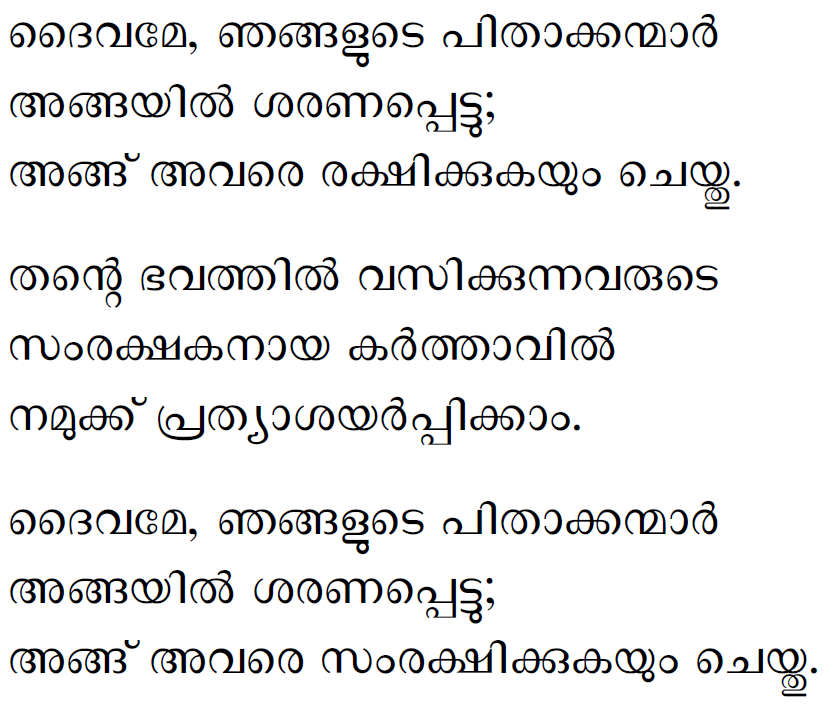 ദൈവമേ, ഞങ്ങളുടെ പിതാക്കന്മാർ
അങ്ങയിൽ ശരണപ്പെട്ടു;
അങ്ങ് അവരെ രക്ഷിക്കുകയും ചെയ്തു.
തന്റെ ഭവത്തിൽ വസിക്കുന്നവരുടെ
സംരക്ഷകനായ കർത്താവിൽ
നമുക്ക് പ്രത്യാശയർപ്പിക്കാം.
ദൈവമേ, ഞങ്ങളുടെ പിതാക്കന്മാർ
അങ്ങയിൽ ശരണപ്പെട്ടു;
അങ്ങ് അവരെ സംരക്ഷിക്കുകയും ചെയ്തു.